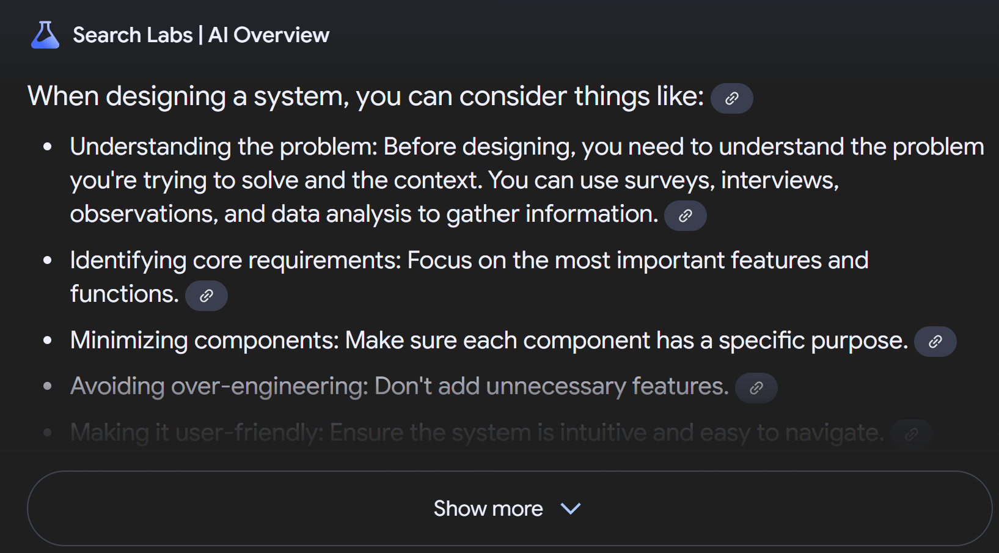 Search Labs | AI Overview
When designing a system, you can consider things like:
• Understanding the problem: Before designing, you need to understand the problem
you're trying to solve and the context. You can use surveys, interviews,
observations, and data analysis to gather information.
• Identifying core requirements: Focus on the most important features and
functions.
• Minimizing components: Make sure each component has a specific purpose.
• Avoiding over-engineering: Don't add unnecessary features.
• Making it user-friendly: Ensure the system is intuitive and easy to navigate.
Show more